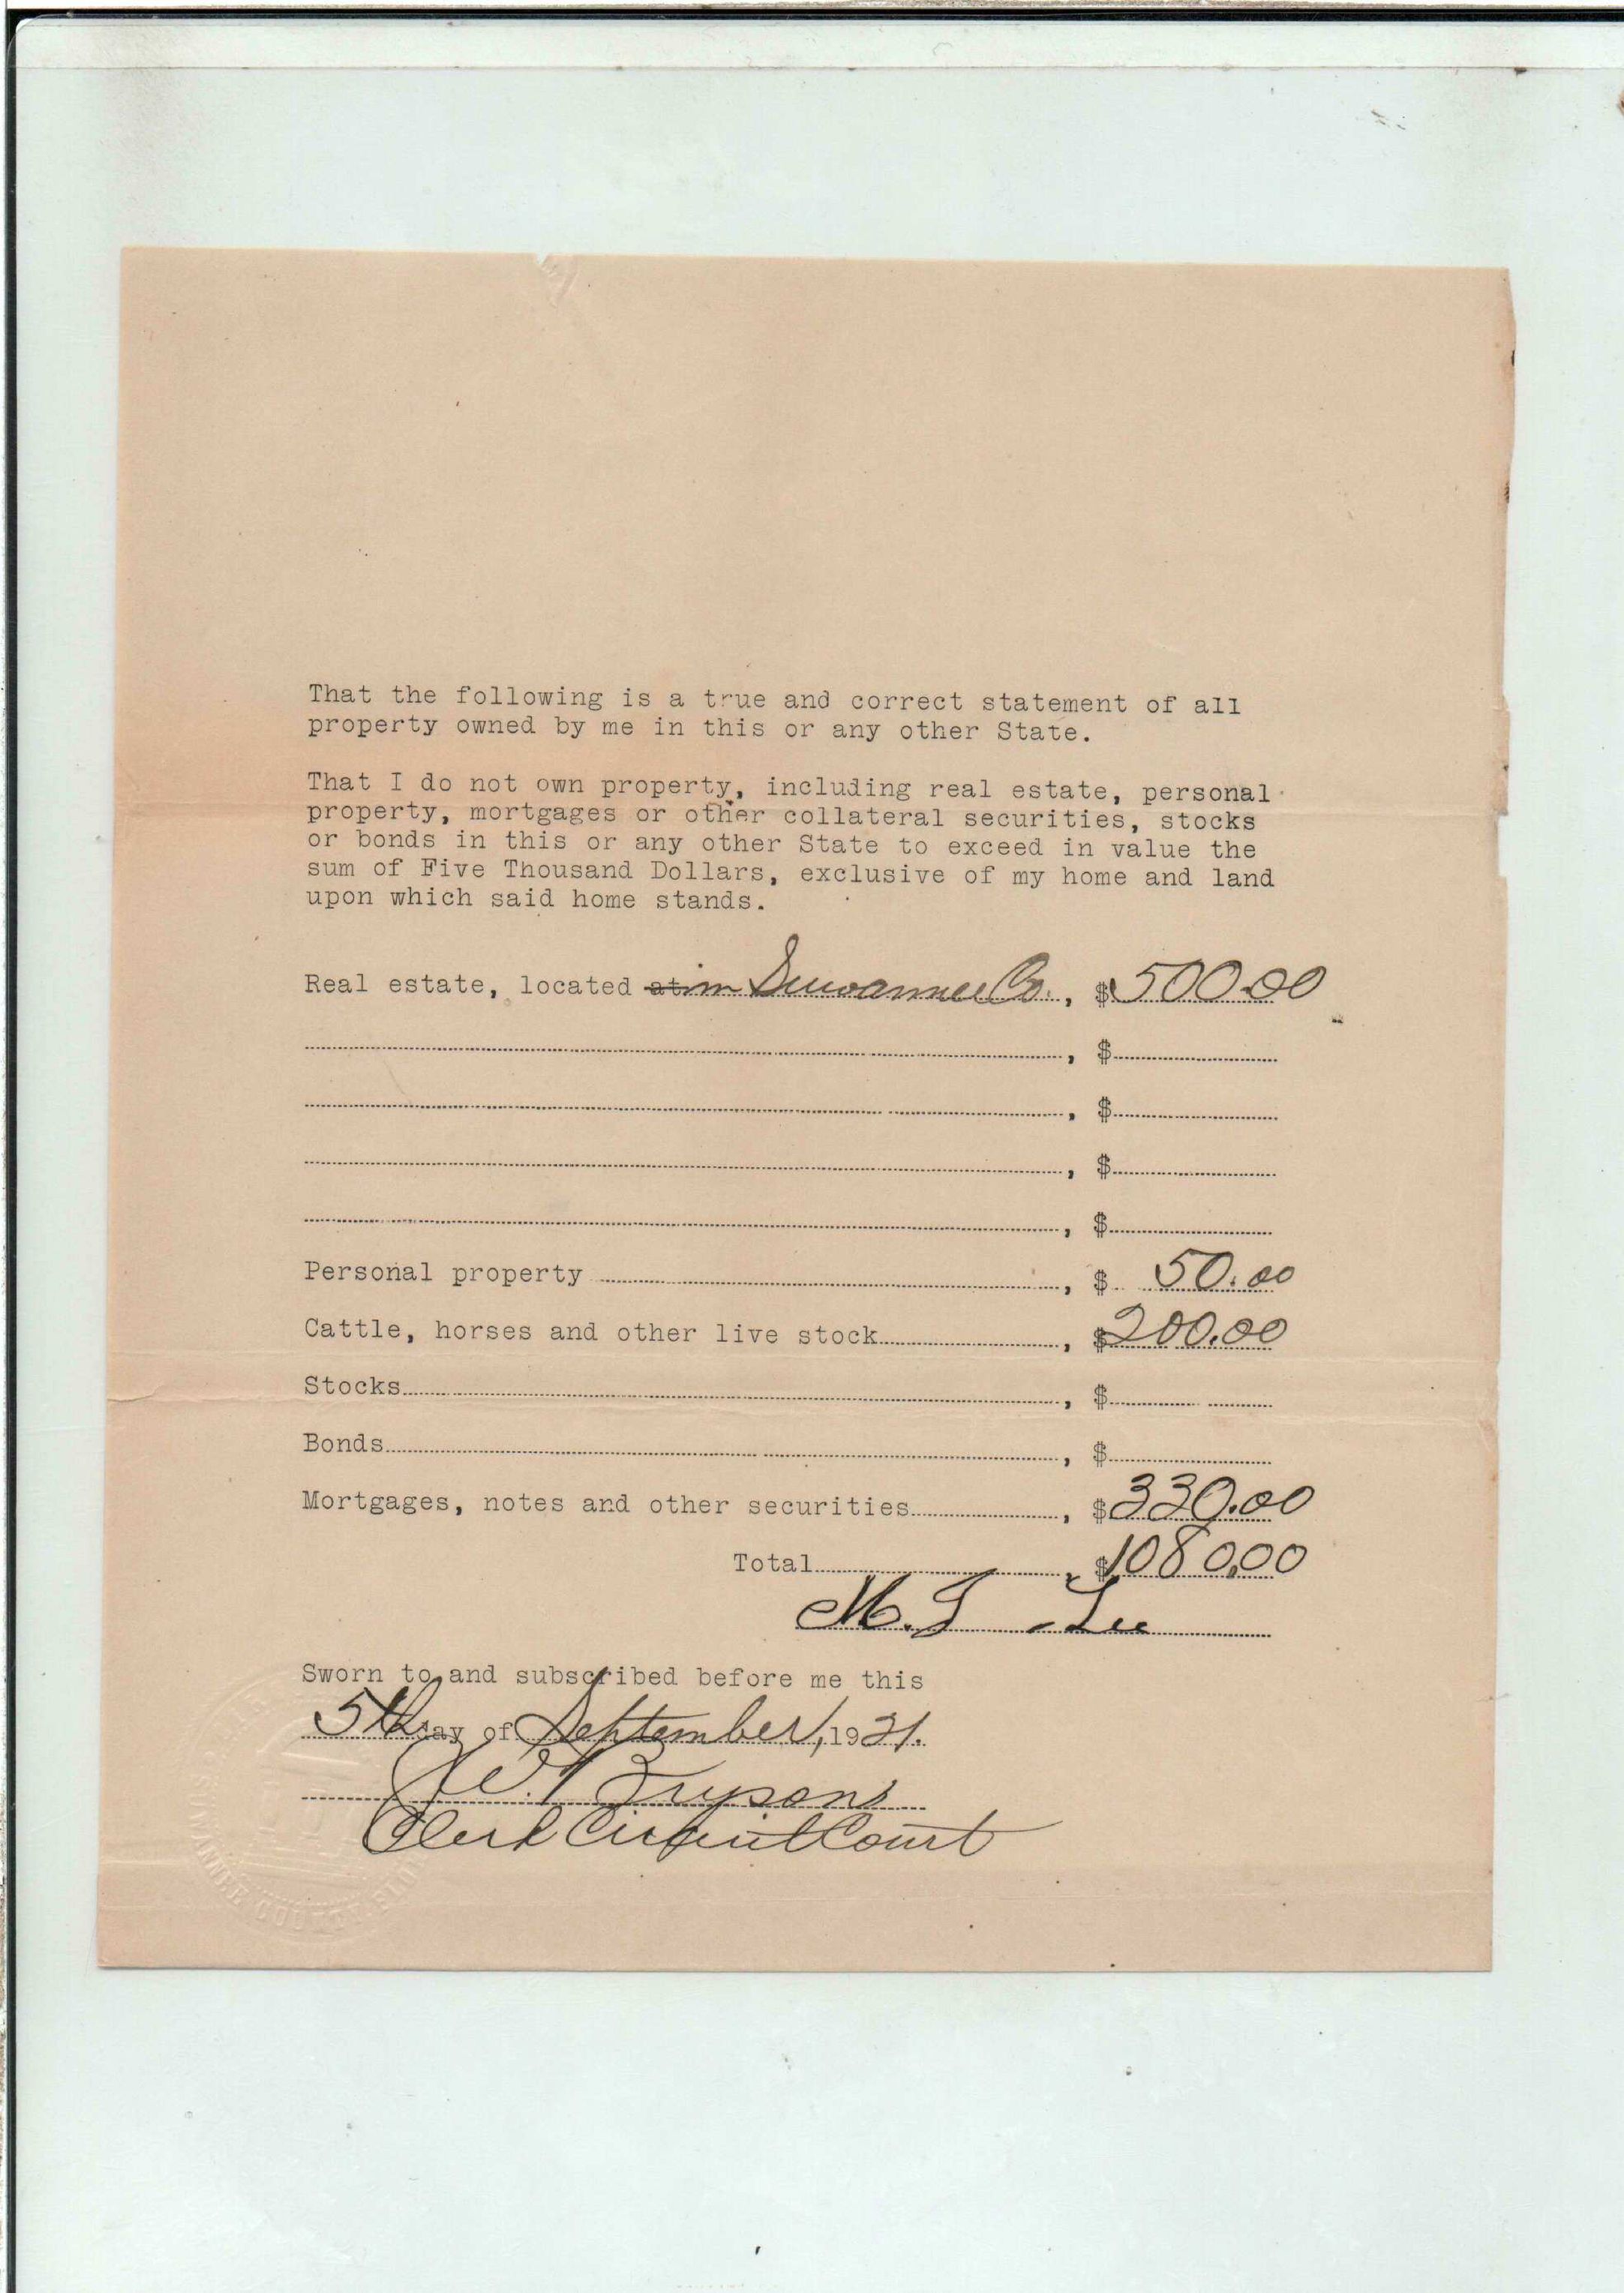 That the following is a true and correct statement of all
property owned by me in this or any other State.
That I do not own property, including real estate, personal
property, mortgages or other collateral securities, stocks
or bonds in this or any other State to exceed in value the
sum of Five Thousand Dollars, exclusive of my home and land
upon which said home stands.
Real estate, located at in Suwannee Co., $500.00
, $
, $
, $
, $
Personal property , $ 50.00
Cattle, horses and other live stock , $200.00
Stocks , $
Bonds , $
Mortgages, notes and other securities , $330.00
Total , $1080.00
M. L Lee
Sworn to and subscribed before me this
5th day of September, 1921.
J.W. Bryson
Clerk Circuit Court
SUWANNEE COUNTY